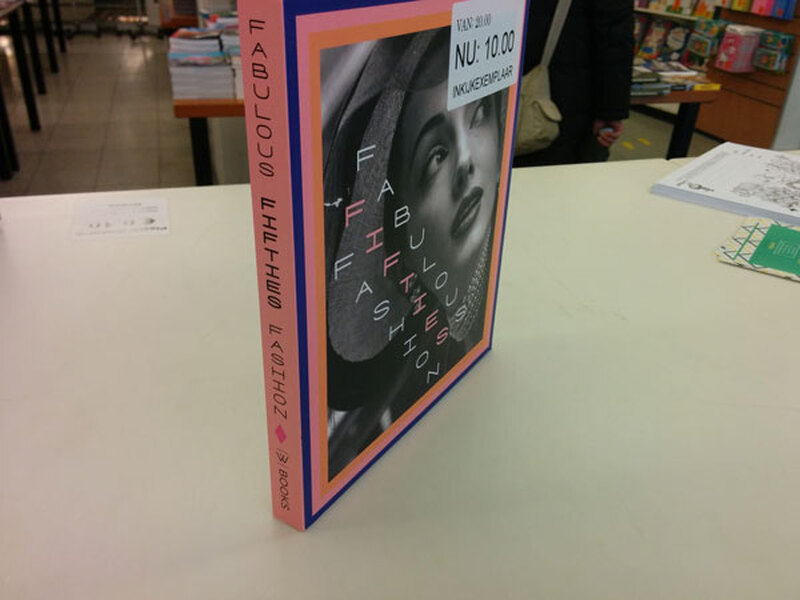 FABULOUS FIFTIES FASHION W BOOKS
VAN: 20.00
NU: 10.00
INKIJKEXEMPLAAR
FABULOUS
FIFTIES
FASHION